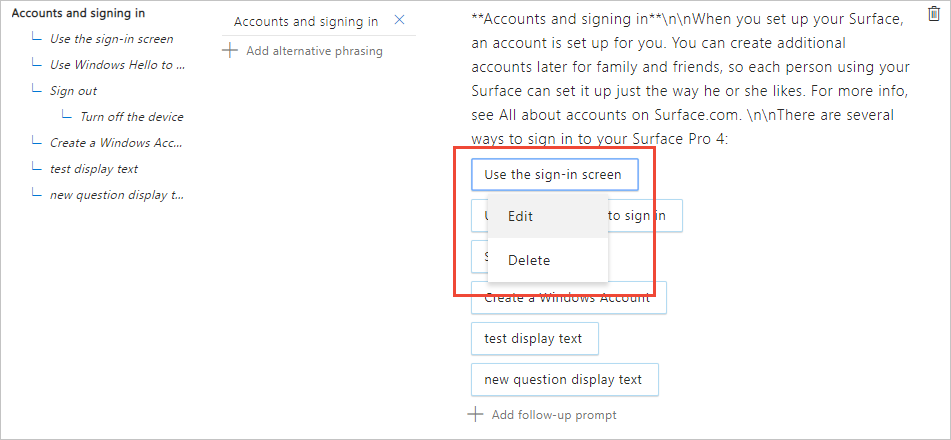 Accounts and signing in
Use the sign-in screen
Use Windows Hello to ...
Sign out
Turn off the device
Create a Windows Acc...
test display text
new question display t...
Accounts and signing in
Add alternative phrasing
**Accounts and signing in**\n\nWhen you set up your Surface,
an account is set up for you. You can create additional
accounts later for family and friends, so each person using your
Surface can set it up just the way he or she likes. For more info,
see All about accounts on Surface.com. \n\nThere are several
ways to sign in to your Surface Pro 4:
Use the sign-in screen
Edit
to sign in
Delete
Create a Windows Account
test display text
new question display text
Add follow-up prompt